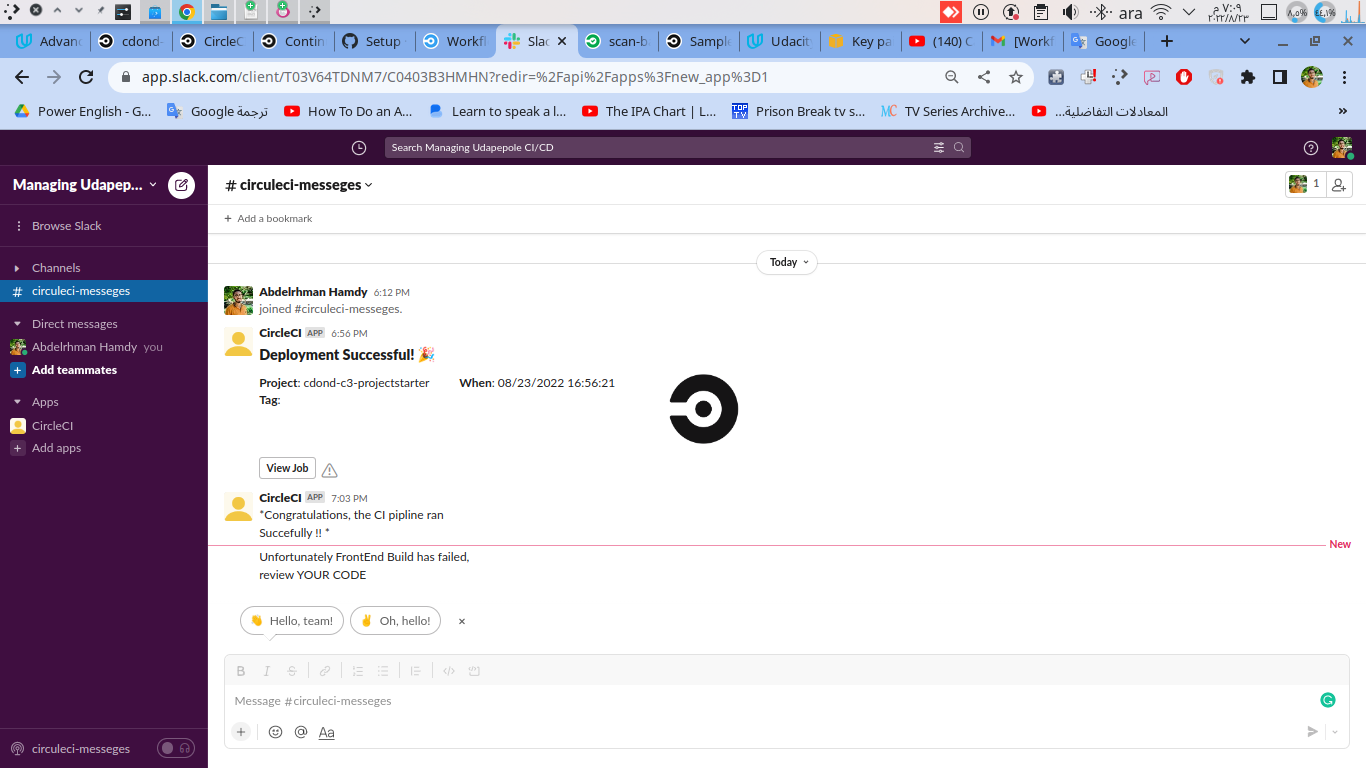 ara
٧:٠٩ م
٢٠٢٢/٨/٢٣
٨.٥%
٤٤.١%
Advanc
cdond-
CircleC
Contin
Setup
Workfl
Slac
scan-b
Sample
Udacit
Key pa
(140) C
[Workf
Google
app.slack.com/client/T03V64TDNM7/C0403B3HMHN?redir=%2Fapi%2Fapps%3Fnew_app%3D1
Power English - G...
Google ترجمة
How To Do an A...
Learn to speak a l...
The IPA Chart | L...
Prison Break tv s...
TV Series Archive...
المعادلات التفاضلية...
»
Search Managing Udapepole CI/CD
Managing Udapep...
# circuleci-messeges
1
Browse Slack
+ Add a bookmark
Channels
# circuleci-messeges
Direct messages
Abdelrhman Hamdy you
Add teammates
Apps
CircleCI
Add apps
Today
Abdelrhman Hamdy 6:12 PM
joined #circuleci-messeges.
CircleCI APP 6:56 PM
Deployment Successful! 🎉
Project: cdond-c3-projectstarter When: 08/23/2022 16:56:21
Tag:
View Job
CircleCI APP 7:03 PM
*Congratulations, the CI pipline ran
Succefully !! *
New
Unfortunately FrontEnd Build has failed,
review YOUR CODE
👋 Hello, team!
✌️ Oh, hello!
B I S
Message #circuleci-messeges
Aa
circuleci-messeges